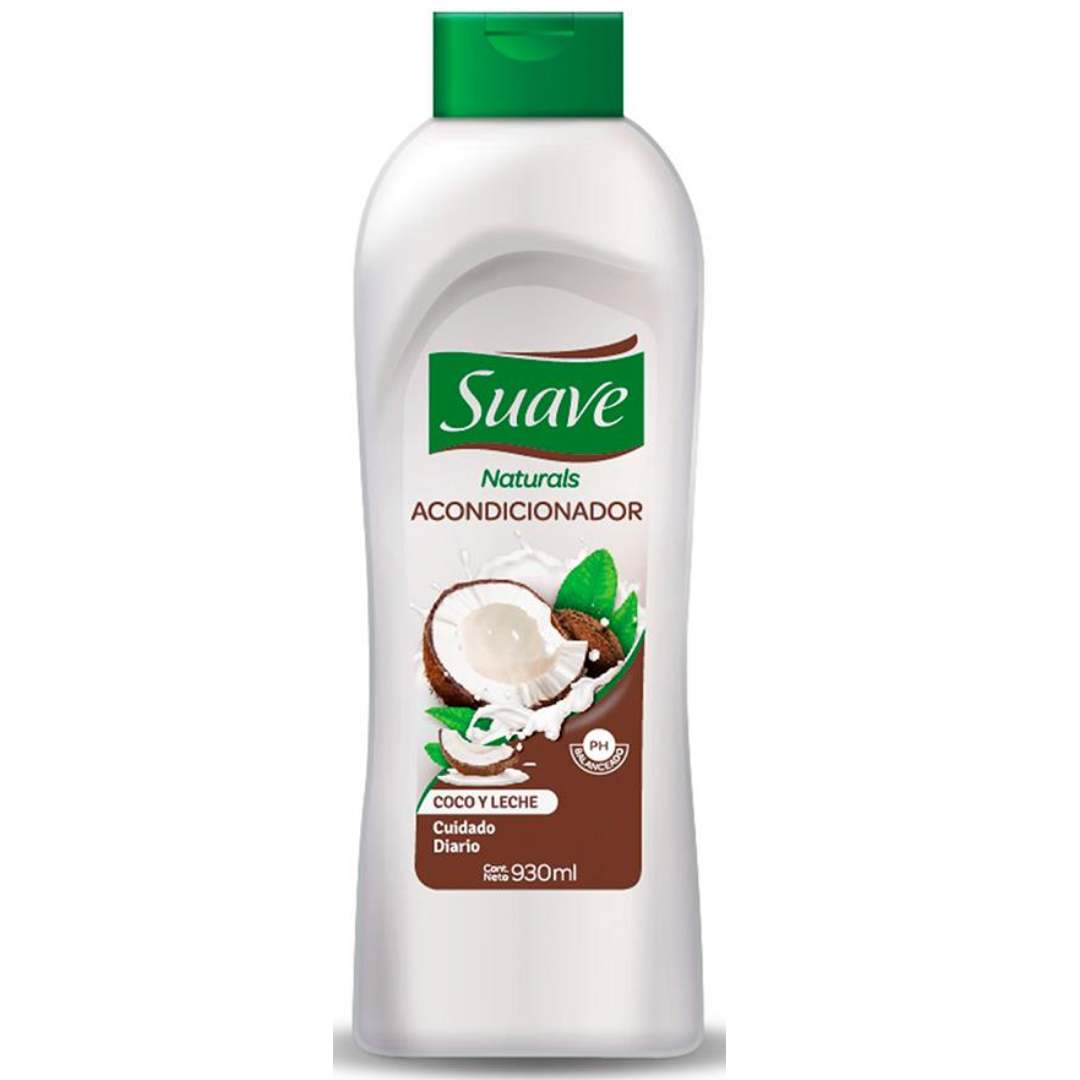 Suave
Naturals
ACONDICIONADOR
PH
BALANCEADO
COCO Y LECHE
Cuidado
Diario
Cont.
Neto 930ml